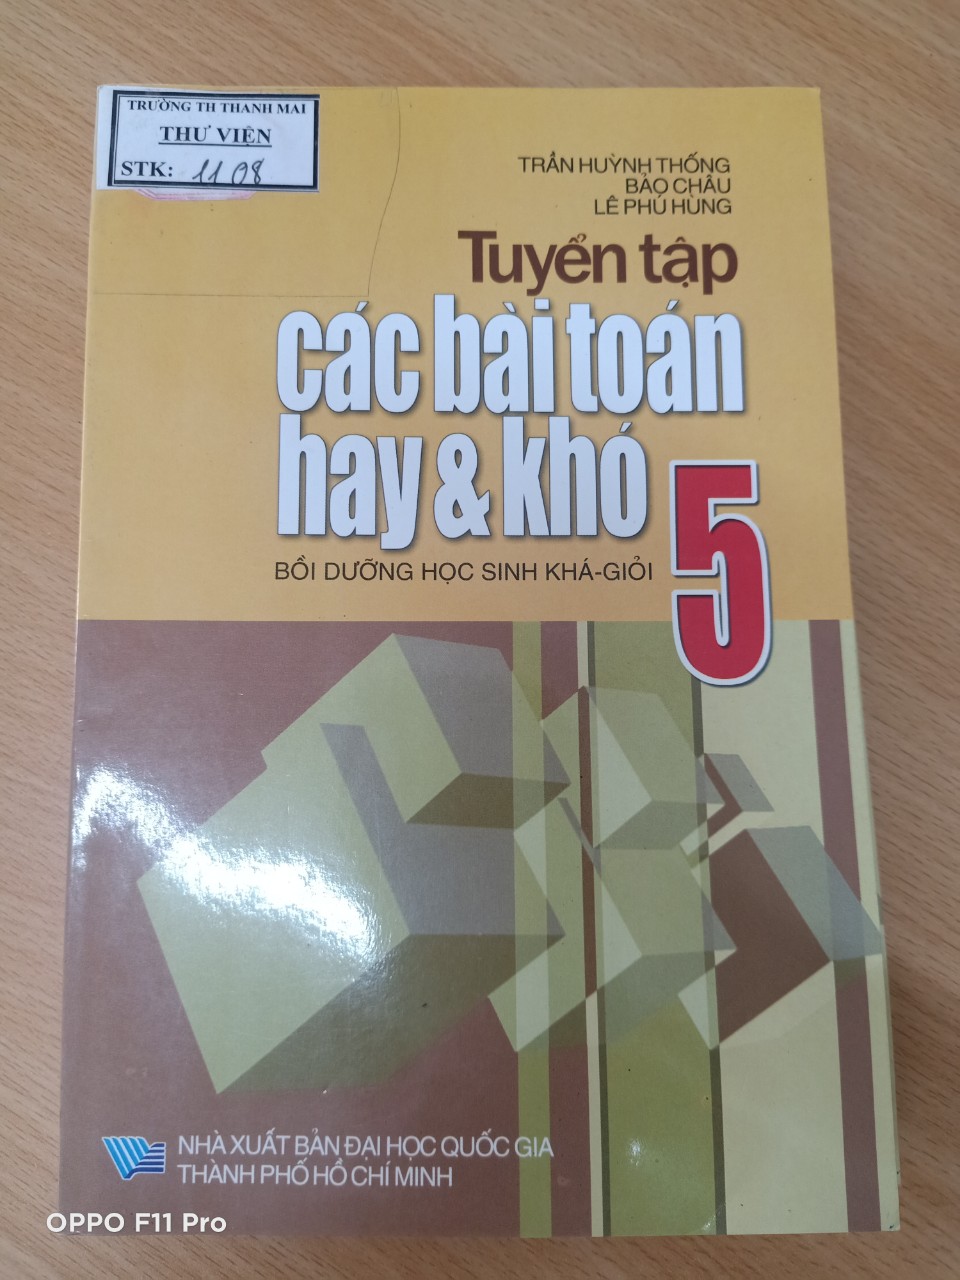 TRƯỜNG TH THANH MAI
THƯ VIỆN
STK: 1108
TRẦN HUỲNH THỐNG
BẢO CHÂU
LÊ PHÚ HÙNG
Tuyển tập
các bài toán
hay & khó
5
BỒI DƯỠNG HỌC SINH KHÁ-GIỎI
NHÀ XUẤT BẢN ĐẠI HỌC QUỐC GIA
THÀNH PHỐ HỒ CHÍ MINH
OPPO F11 Pro